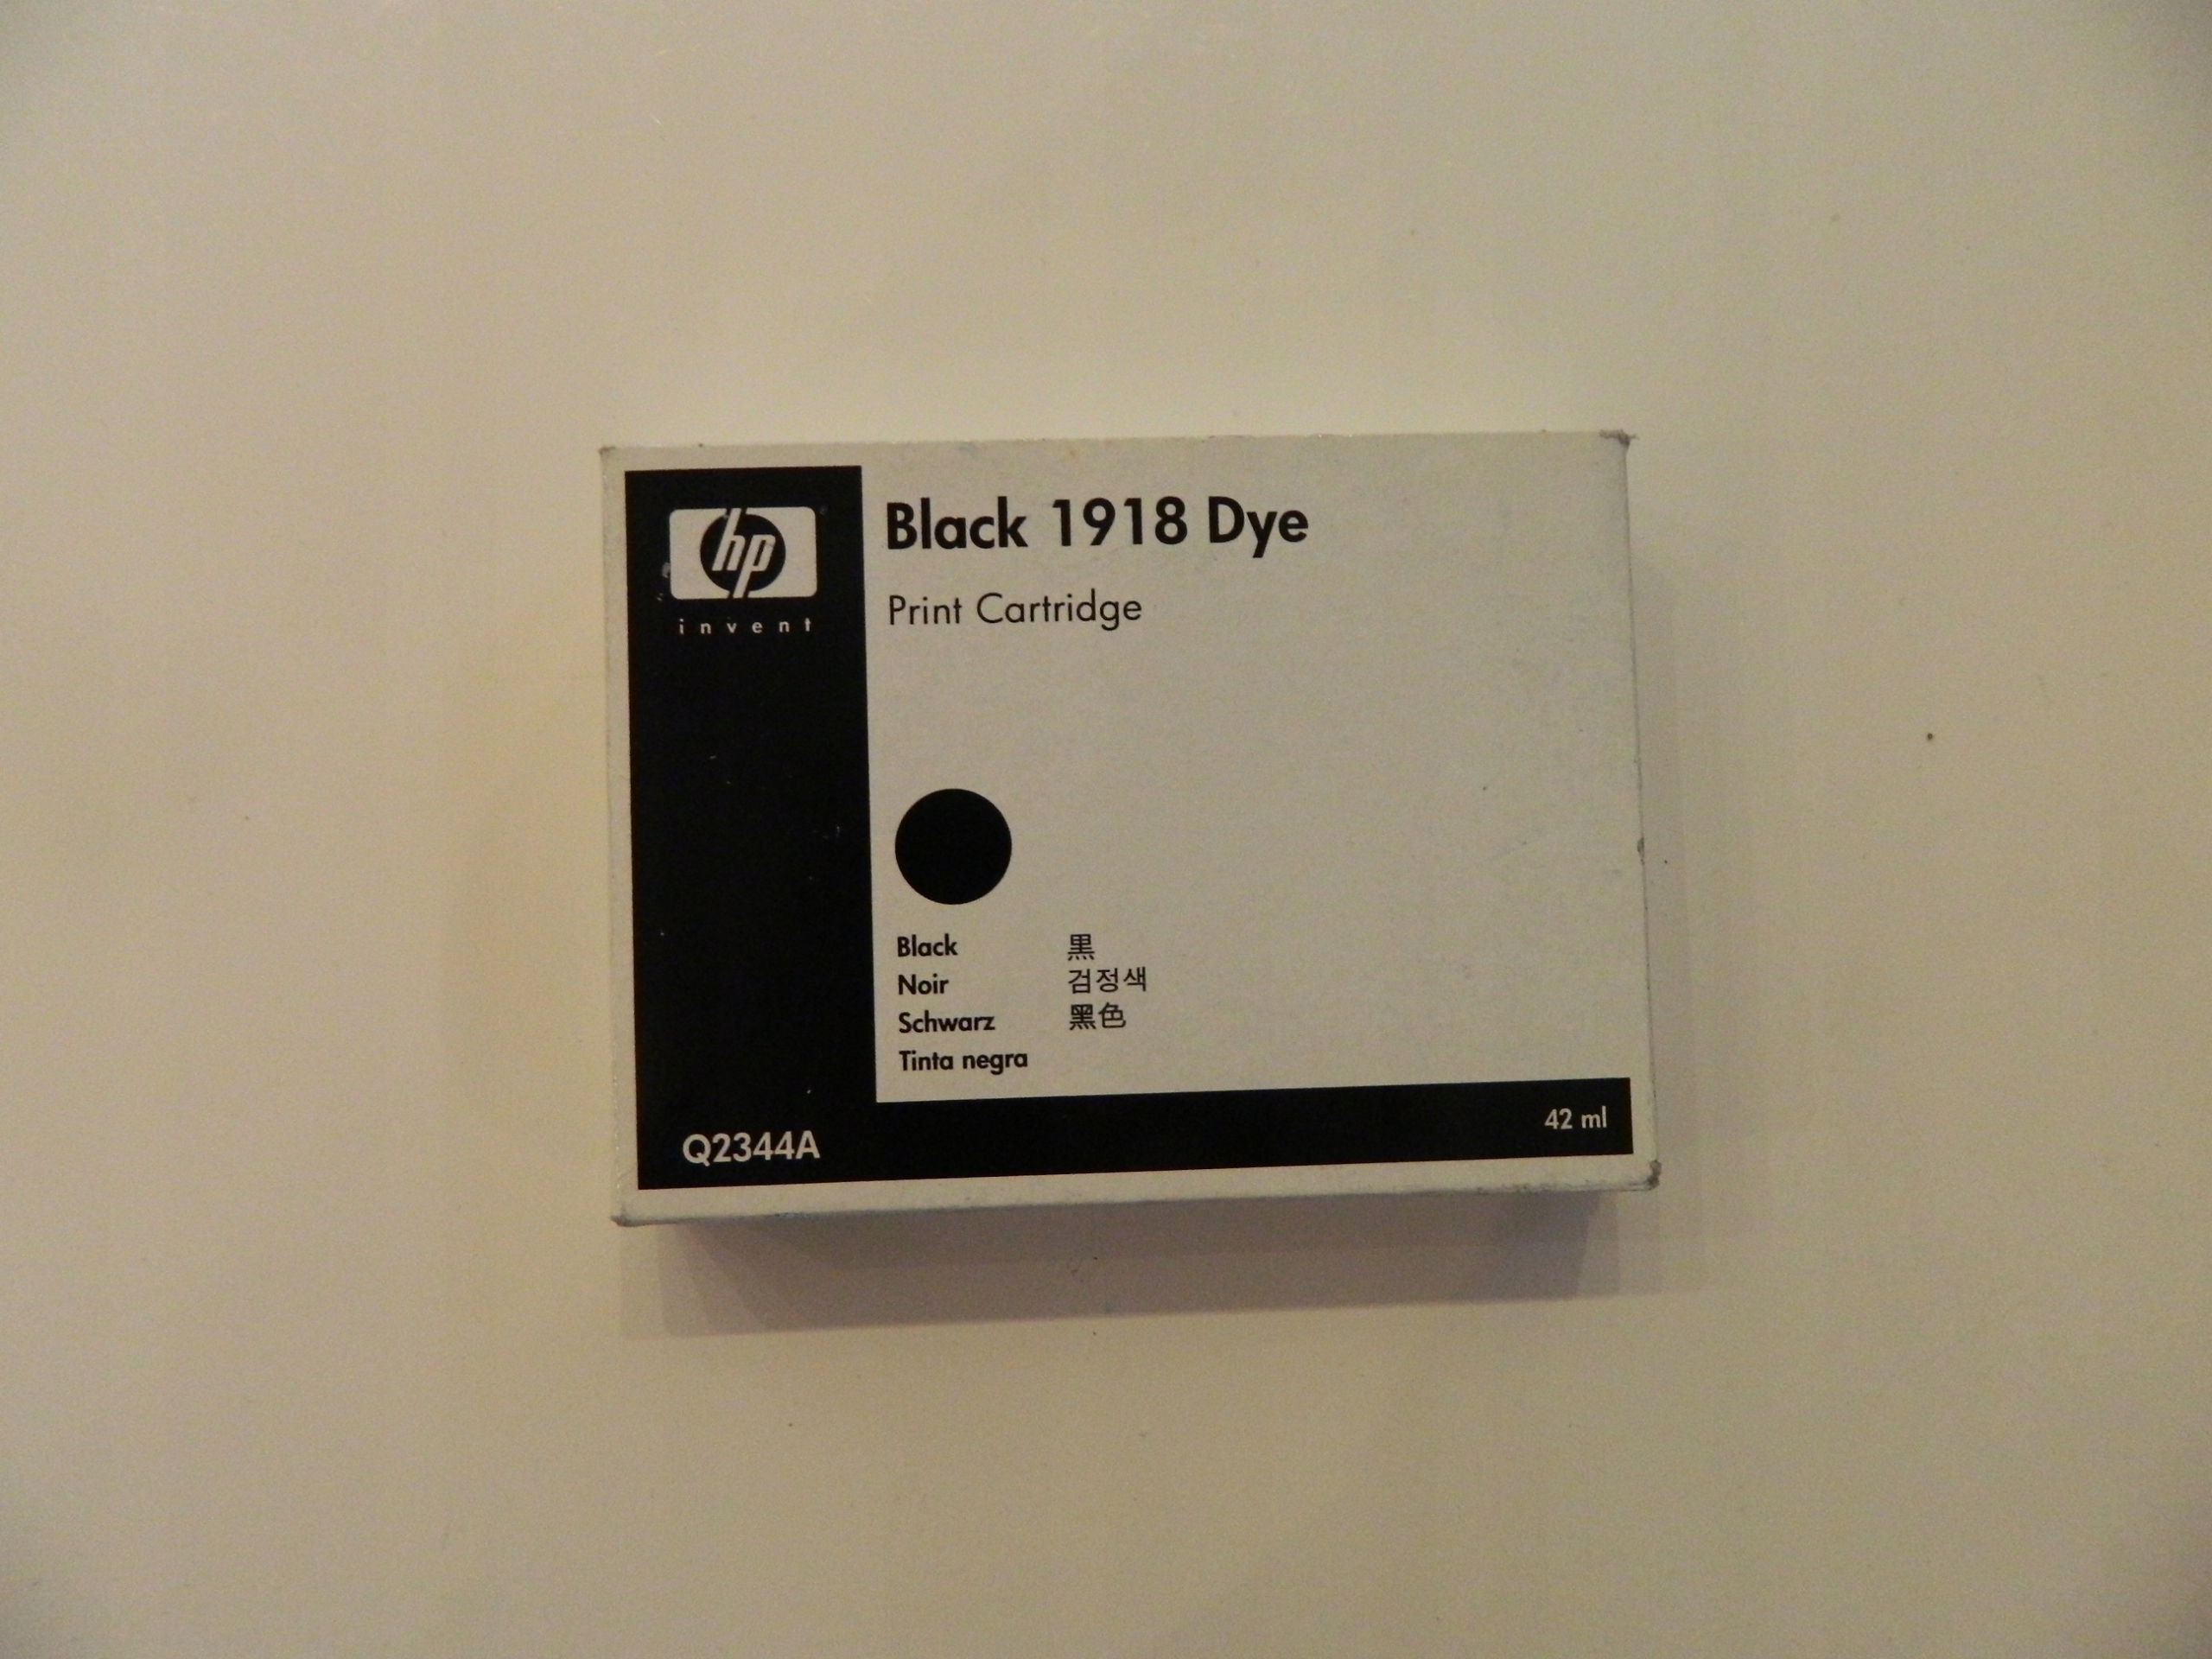 hp
invent
Black 1918 Dye
Print Cartridge
Black
Noir
Schwarz
Tinta negra
黒
검정색
黑色
Q2344A
42 ml